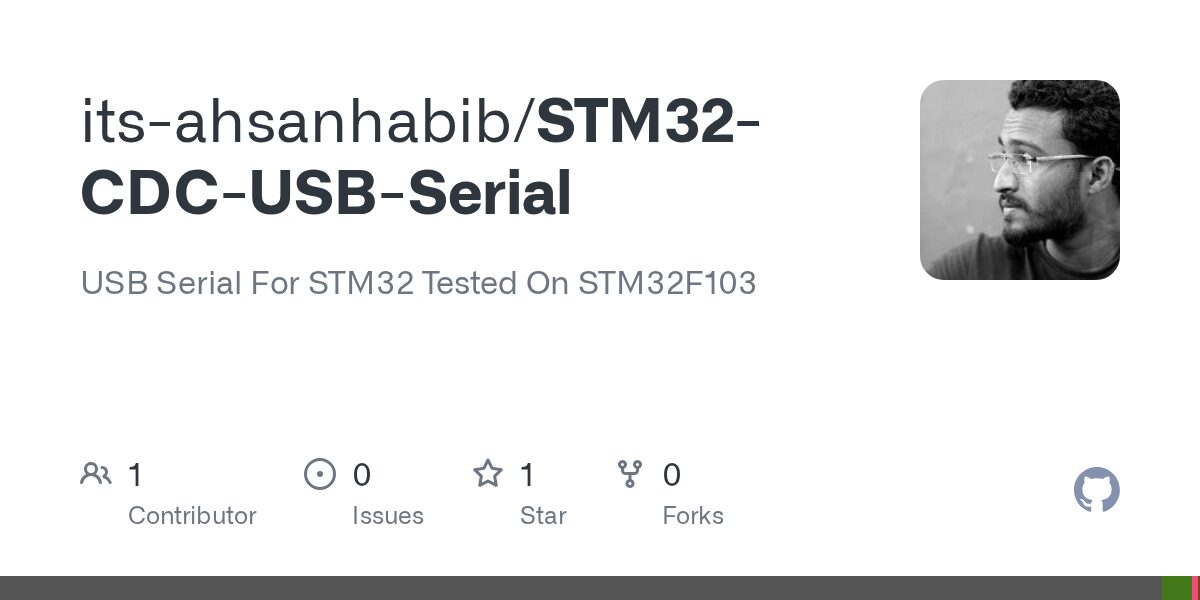 its-ahsanhabib/STM32-
CDC-USB-Serial
USB Serial For STM32 Tested On STM32F103
1 0 1 0
Contributor Issues Star Forks